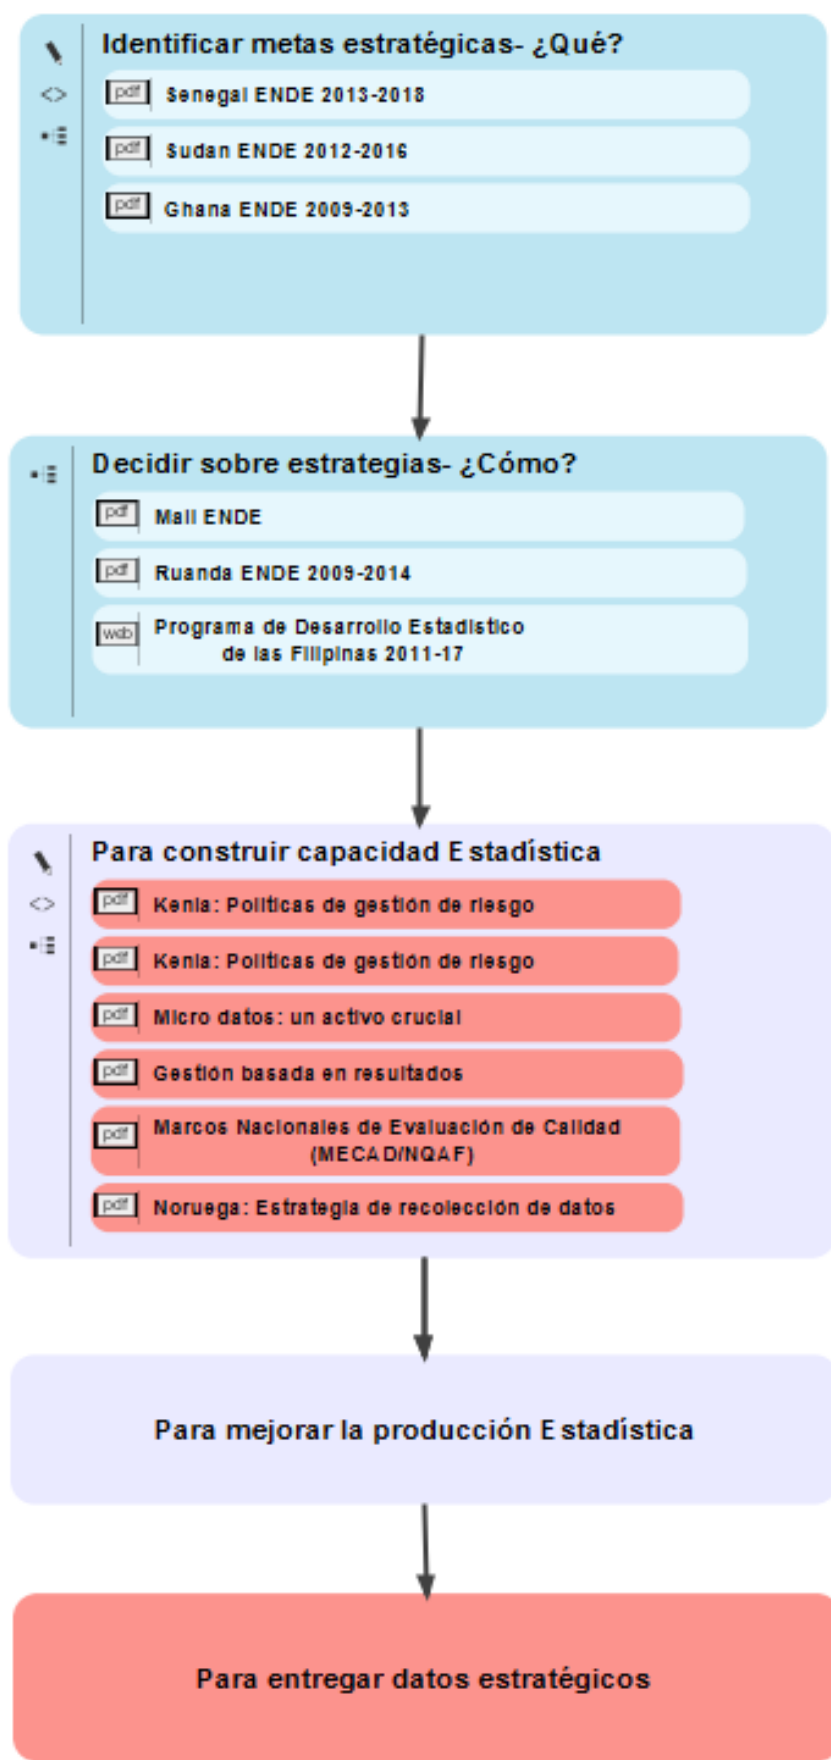 Identificar metas estratégicas- ¿Qué?
pdf Senegal ENDE 2013-2018
pdf Sudan ENDE 2012-2016
pdf Ghana ENDE 2009-2013
Decidir sobre estrategias- ¿Cómo?
pdf Mali ENDE
pdf Ruanda ENDE 2009-2014
web Programa de Desarrollo Estadistico
de las Filipinas 2011-17
Para construir capacidad Estadística
pdf Kenia: Politicas de gestión de riesgo
pdf Kenia: Politicas de gestión de riesgo
pdf Micro datos: un activo crucial
pdf Gestión basada en resultados
pdf Marcos Nacionales de Evaluación de Calidad
(MECAD/NQAF)
pdf Noruega: Estrategia de recolección de datos
Para mejorar la producción Estadística
Para entregar datos estratégicos